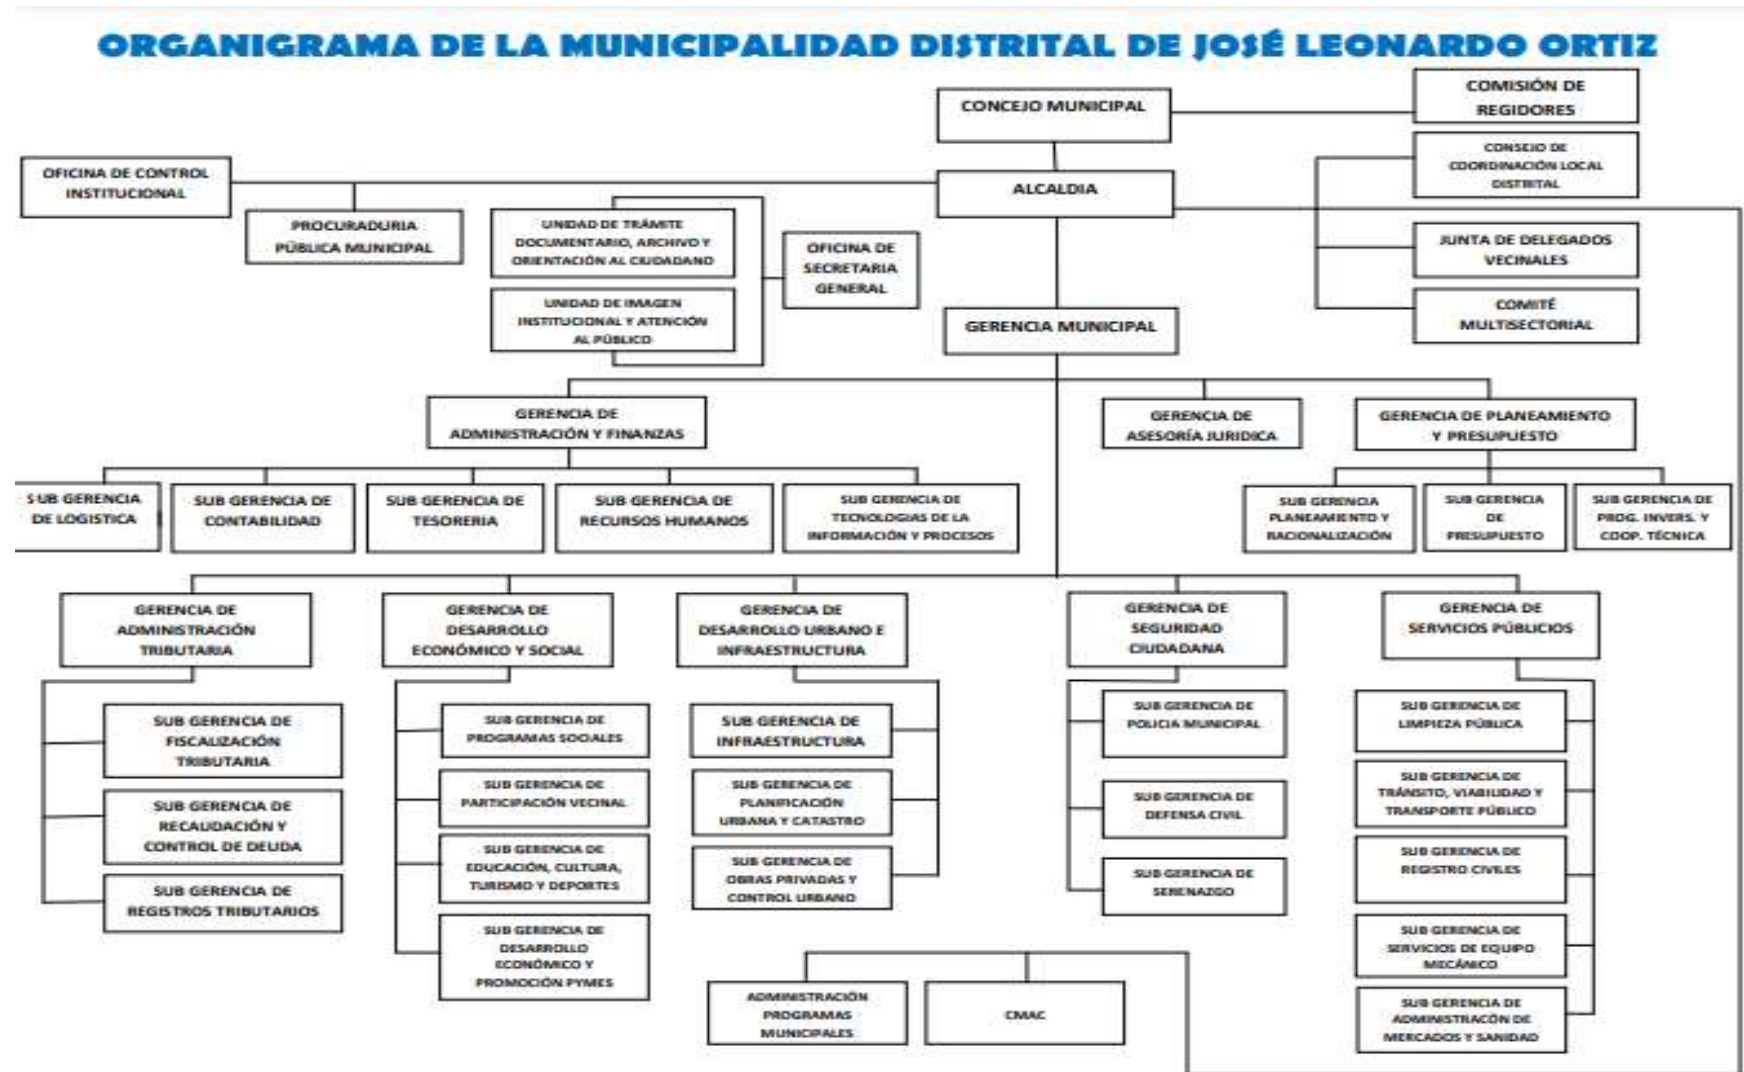 ORGANIGRAMA DE LA MUNICIPALIDAD DISTRITAL DE JOSÉ LEONARDO ORTIZ
CONCEJO MUNICIPAL
COMISIÓN DE
REGIDORES
CONSEJO DE
COORDINACIÓN LOCAL
DISTRITAL
OFICINA DE CONTROL
INSTITUCIONAL
ALCALDIA
PROCURADURIA
PÚBLICA MUNICIPAL
UNIDAD DE TRÁMITE
DOCUMENTARIO, ARCHIVO Y
ORIENTACIÓN AL CIUDADANO
OFICINA DE
SECRETARIA
GENERAL
JUNTA DE DELEGADOS
VECINALES
UNIDAD DE IMAGEN
INSTITUCIONAL Y ATENCIÓN
AL PÚBLICO
GERENCIA MUNICIPAL
COMITÉ
MULTISECTORIAL
GERENCIA DE
ADMINISTRACIÓN Y FINANZAS
GERENCIA DE
ASESORÍA JURIDICA
GERENCIA DE PLANEAMIENTO
Y PRESUPUESTO
SUB GERENCIA
DE LOGISTICA
SUB GERENCIA DE
CONTABILIDAD
SUB GERENCIA DE
TESORERIA
SUB GERENCIA DE
RECURSOS HUMANOS
SUB GERENCIA DE
TECNOLOGIAS DE LA
INFORMACIÓN Y PROCESOS
SUB GERENCIA
PLANEAMIENTO Y
RACIONALIZACIÓN
SUB GERENCIA
DE
PRESUPUESTO
SUB GERENCIA DE
PROG. INVERS. Y
COOP. TÉCNICA
GERENCIA DE
ADMINISTRACIÓN
TRIBUTARIA
GERENCIA DE
DESARROLLO
ECONÓMICO Y SOCIAL
GERENCIA DE
DESARROLLO URBANO E
INFRAESTRUCTURA
GERENCIA DE
SEGURIDAD
CIUDADANA
GERENCIA DE
SERVICIOS PÚBLICIOS
SUB GERENCIA DE
FISCALIZACIÓN
TRIBUTARIA
SUB GERENCIA DE
RECAUDACIÓN Y
CONTROL DE DEUDA
SUB GERENCIA DE
REGISTROS TRIBUTARIOS
SUB GERENCIA DE
PROGRAMAS SOCIALES
SUB GERENCIA DE
PARTICIPACIÓN VECINAL
SUB GERENCIA DE
EDUCACIÓN, CULTURA,
TURISMO Y DEPORTES
SUB GERENCIA DE
DESARROLLO
ECONÓMICO Y
PROMOCIÓN PYMES
SUB GERENCIA DE
INFRAESTRUCTURA
SUB GERENCIA DE
PLANIFICACIÓN
URBANA Y CATASTRO
SUB GERENCIA DE
OBRAS PRIVADAS Y
CONTROL URBANO
SUB GERENCIA DE
POLICIA MUNICIPAL
SUB GERENCIA DE
DEFENSA CIVIL
SUB GERENCIA DE
SERENAZGO
SUB GERENCIA DE
LIMPIEZA PÚBLICA
SUB GERENCIA DE
TRÁNSITO, VIABILIDAD Y
TRANSPORTE PÚBLICO
SUB GERENCIA DE
REGISTRO CIVILES
SUB GERENCIA DE
SERVICIOS DE EQUIPO
MECÁNICO
SUB GERENCIA DE
ADMINISTRACÓN DE
MERCADOS Y SANIDAD
ADMINISTRACIÓN
PROGRAMAS
MUNICIPALES
CMAC